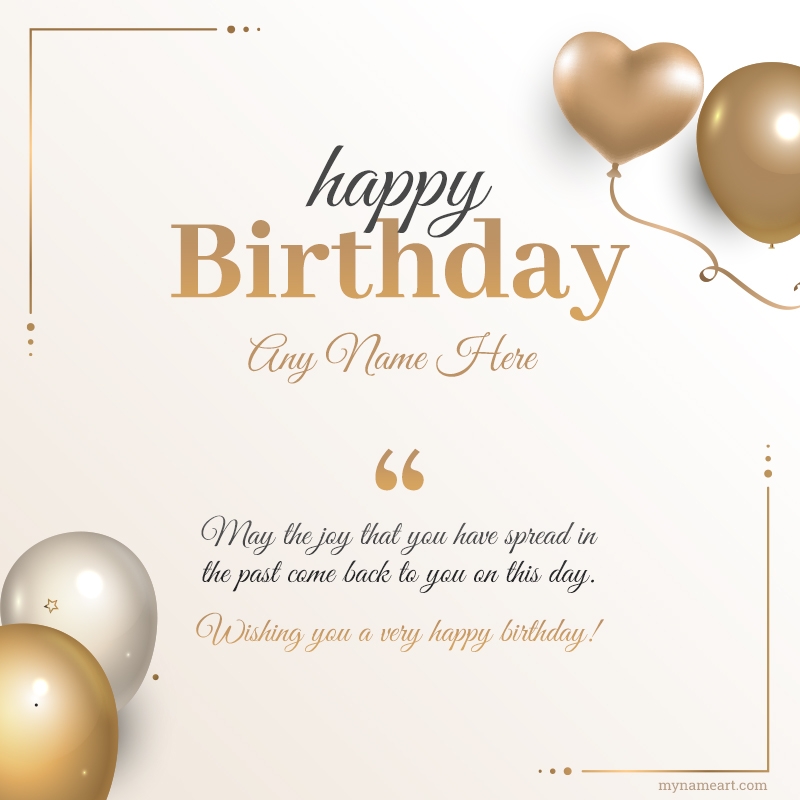 happy
Birthday
Any Name Here
“
May the joy that you have spread in
the past come back to you on this day.
Wishing you a very happy birthday!
mynameart.com